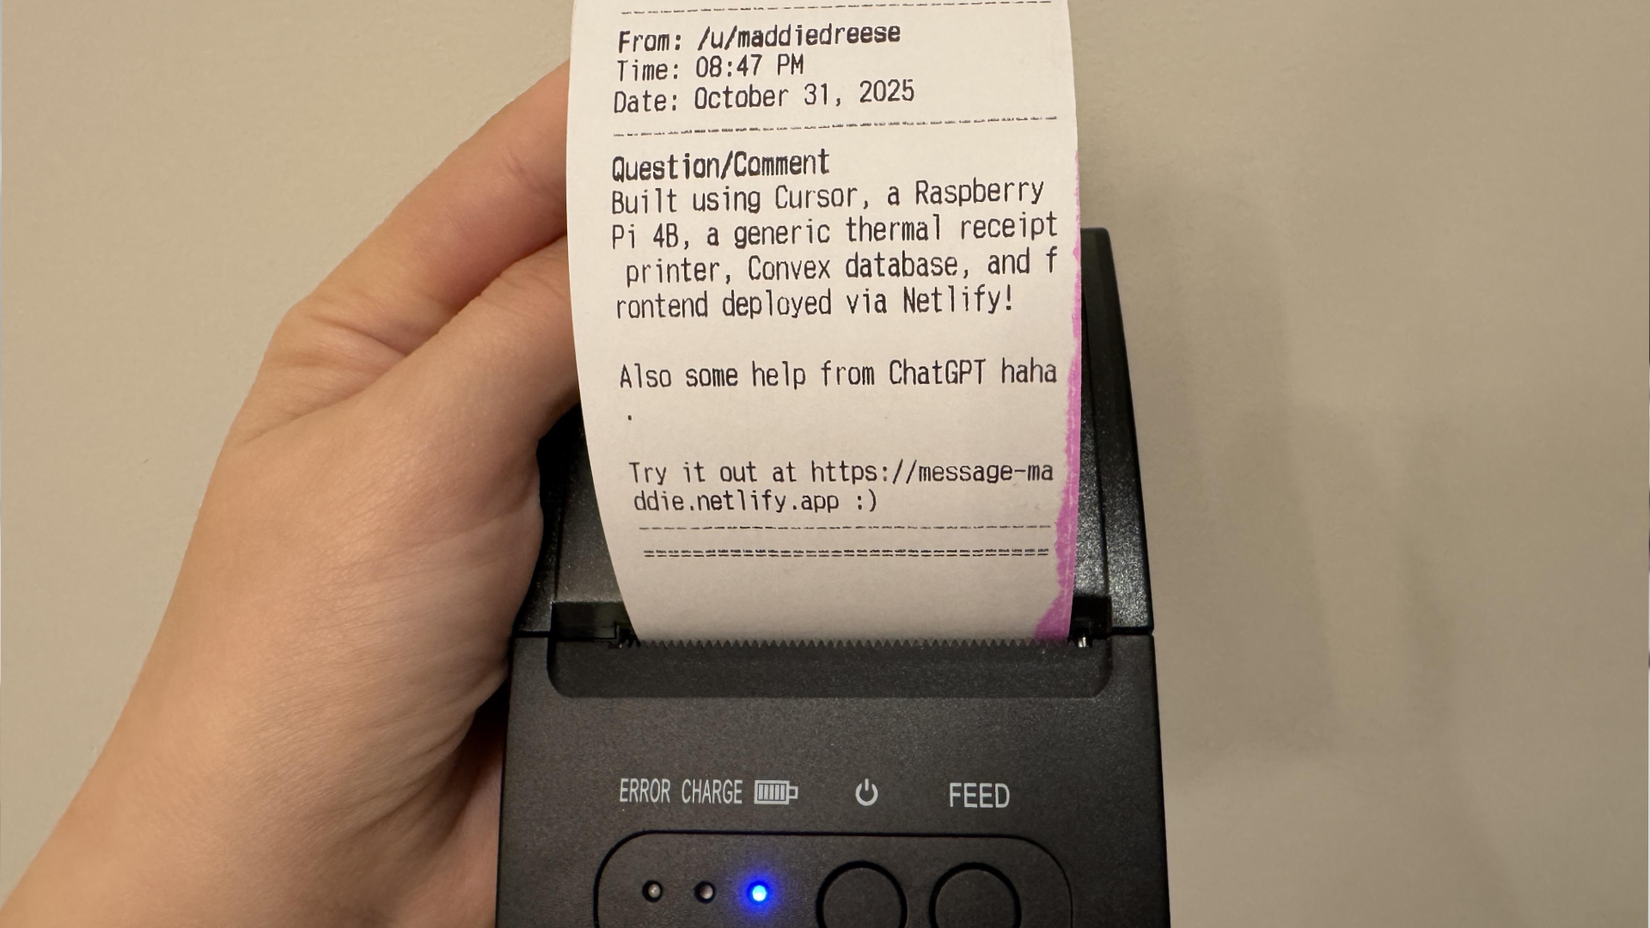 From: /u/maddiedreese
Time: 08:47 PM
Date: October 31, 2025
Question/Comment
Built using Cursor, a Raspberry
Pi 4B, a generic thermal receipt
printer, Convex database, and f
rontend deployed via Netlify!
Also some help from ChatGPT haha
.
Try it out at https://message-ma
ddie.netlify.app :)
ERROR CHARGE FEED